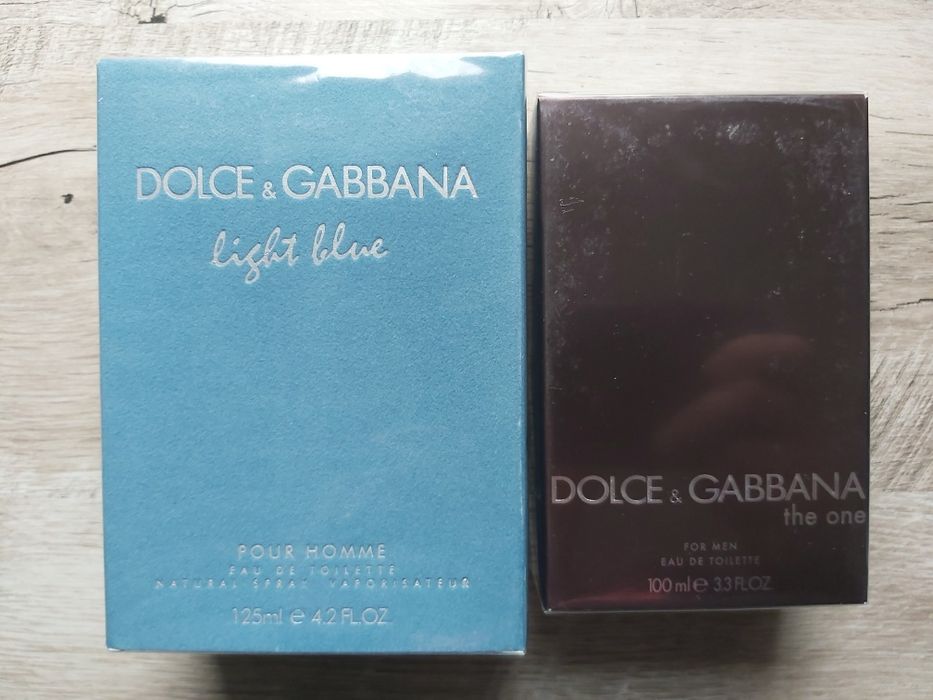 DOLCE & GABBANA
light blue
POUR HOMME
EAU DE TOILETTE
NATURAL SPRAY VAPORISATEUR
125ml e 4.2 FL.OZ.
DOLCE & GABBANA
the one
FOR MEN
EAU DE TOILETTE
100 ml e 3.3 FL.OZ.